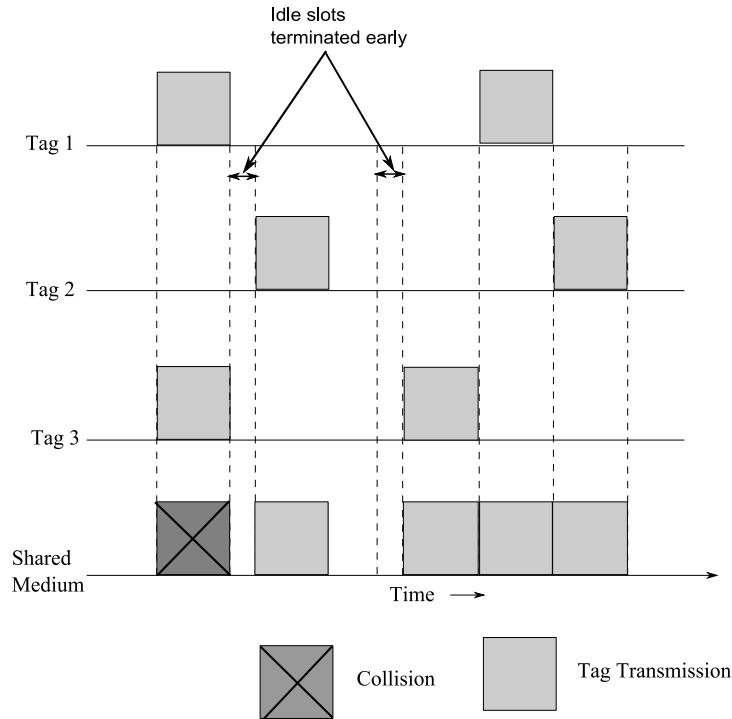 Idle slots
terminated early
Tag 1
Tag 2
Tag 3
Shared
Medium
Time
Collision
Tag Transmission